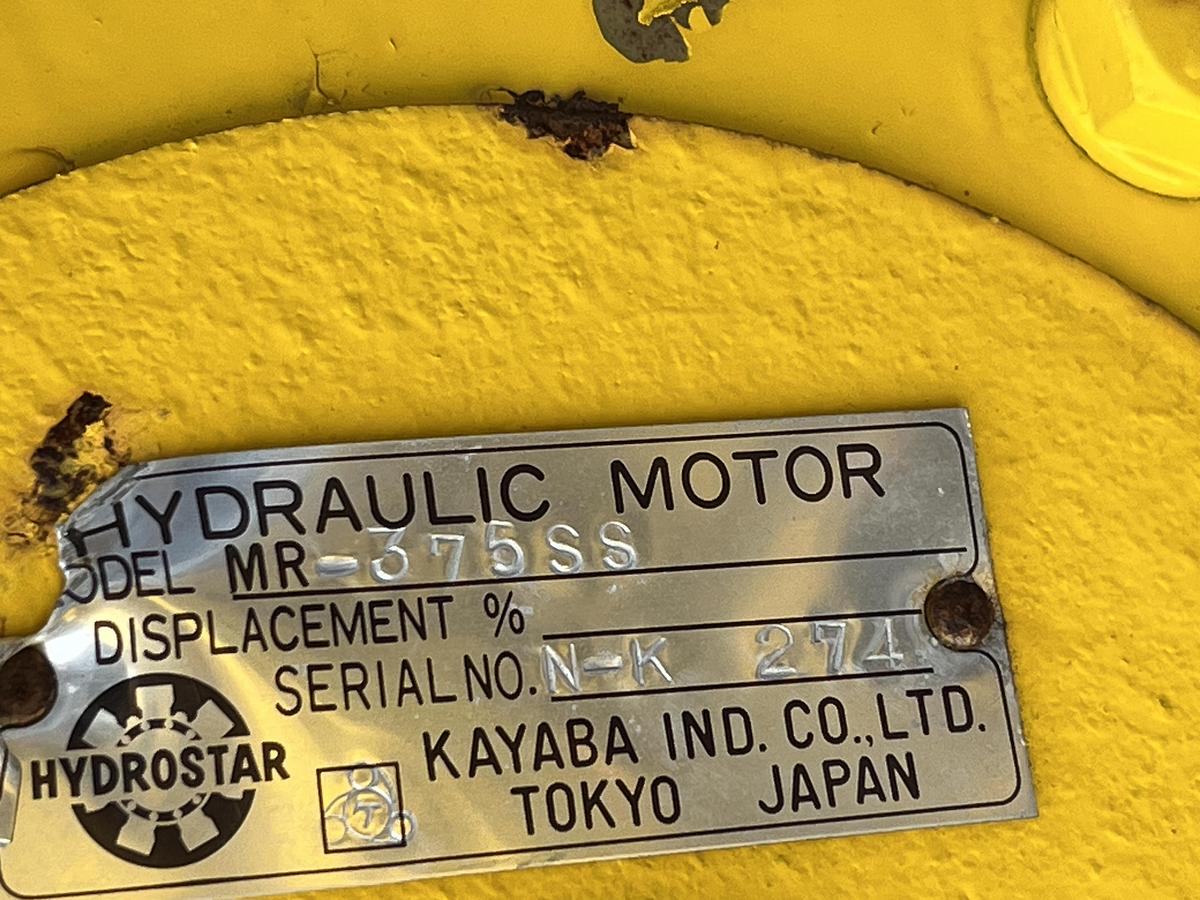 HYDRAULIC MOTOR
ODEL MR-375SS
DISPLACEMENT %
SERIAL NO. N-K 274
HYDROSTAR
T
KAYABA IND. CO., LTD.
TOKYO JAPAN